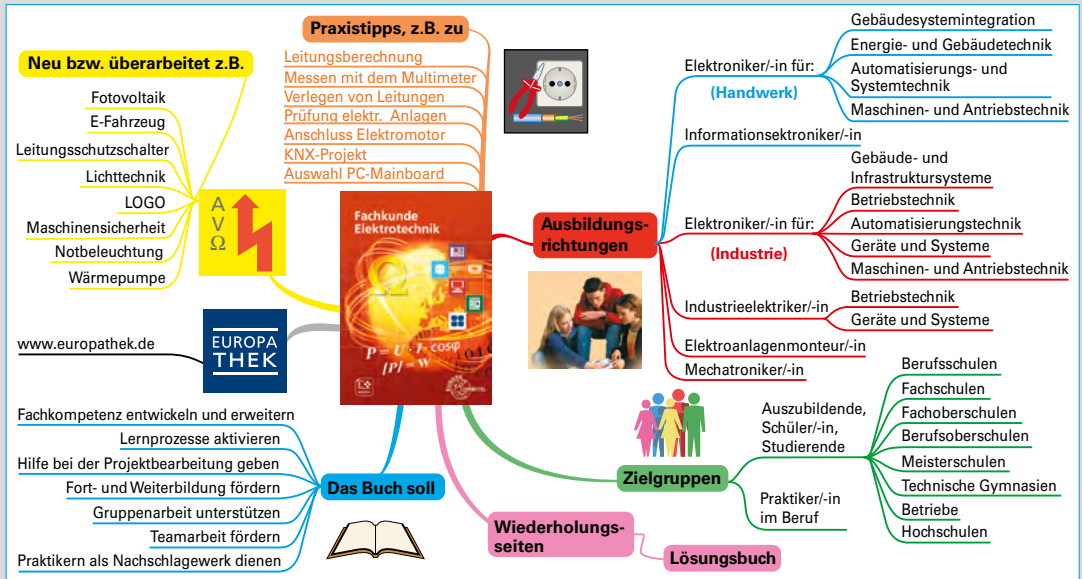 Praxistipps, z.B. zu
Leitungsberechnung
Messen mit dem Multimeter
Verlegen von Leitungen
Prüfung elektr. Anlagen
Anschluss Elektromotor
KNX-Projekt
Auswahl PC-Mainboard
Neu bzw. überarbeitet z.B.
Fotovoltaik
E-Fahrzeug
Leitungsschutzschalter
Lichttechnik
LOGO
Maschinensicherheit
Notbeleuchtung
Wärmepumpe
A
V
Ω
Fachkunde
Elektrotechnik
Ω
P = U · I · cosφ
[P] = W
EUROPA
THEK
www.europathek.de
Ausbildungs-
richtungen
Elektroniker/-in für:
(Handwerk)
Gebäudesystemintegration
Energie- und Gebäudetechnik
Automatisierungs- und
Systemtechnik
Maschinen- und Antriebstechnik
Informationsektroniker/-in
Elektroniker/-in für:
(Industrie)
Gebäude- und
Infrastruktursysteme
Betriebstechnik
Automatisierungstechnik
Geräte und Systeme
Maschinen- und Antriebstechnik
Industrieelektriker/-in
Betriebstechnik
Geräte und Systeme
Elektroanlagenmonteur/-in
Mechatroniker/-in
Das Buch soll
Fachkompetenz entwickeln und erweitern
Lernprozesse aktivieren
Hilfe bei der Projektbearbeitung geben
Fort- und Weiterbildung fördern
Gruppenarbeit unterstützen
Teamarbeit fördern
Praktikern als Nachschlagewerk dienen
Wiederholungs-
seiten
Lösungsbuch
Zielgruppen
Auszubildende,
Schüler/-in,
Studierende
Berufsschulen
Fachschulen
Fachoberschulen
Berufsoberschulen
Meisterschulen
Technische Gymnasien
Betriebe
Hochschulen
Praktiker/-in
im Beruf